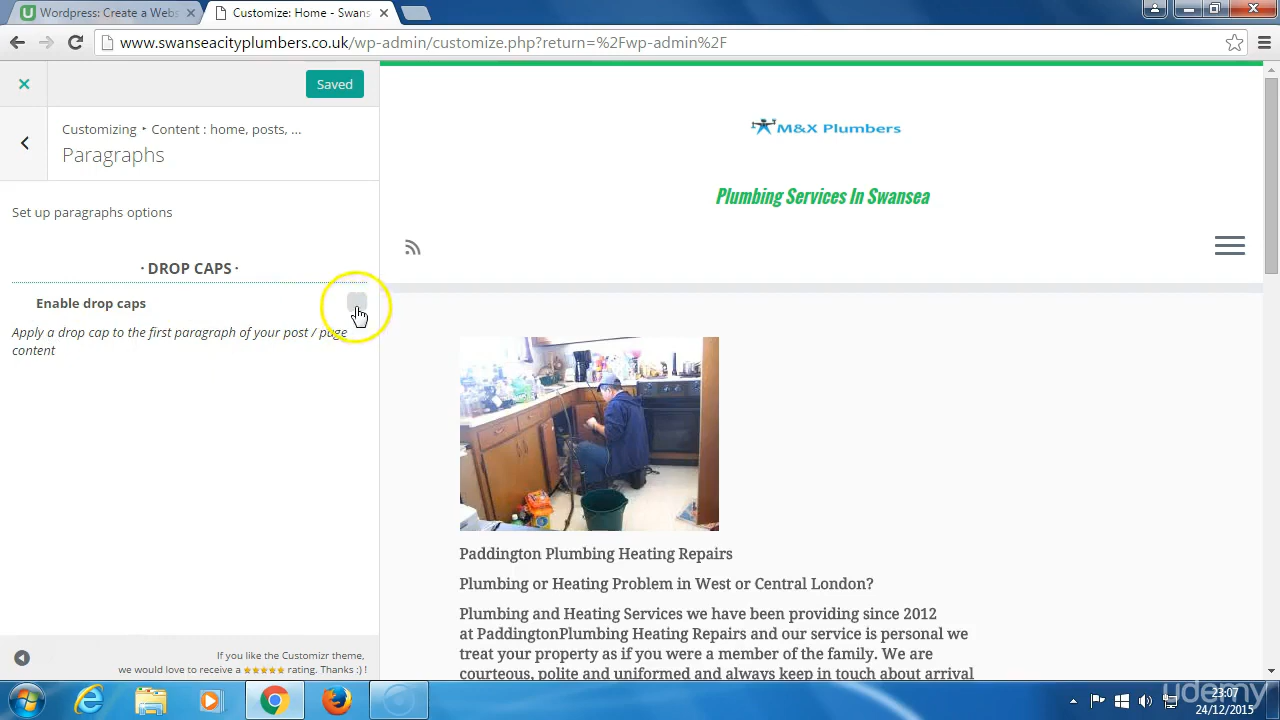 Wordpress: Create a Webs
Customize: Home - Swans
www.swanseacityplumbers.co.uk/wp-admin/customize.php?return=%2Fwp-admin%2F
Saved
Customizing ‣ Content : home, posts, ...
Paragraphs
Set up paragraphs options
· DROP CAPS ·
Enable drop caps
Apply a drop cap to the first paragraph of your post / page
content
If you like the Customizr theme,
we would love to receive a ★★★★★ rating. Thanks :) !
M&X Plumbers
Plumbing Services In Swansea
Paddington Plumbing Heating Repairs
Plumbing or Heating Problem in West or Central London?
Plumbing and Heating Services we have been providing since 2012
at PaddingtonPlumbing Heating Repairs and our service is personal we
treat your property as if you were a member of the family. We are
courteous, polite and uniformed and always keep in touch about arrival
udemy
23:07
24/12/2015